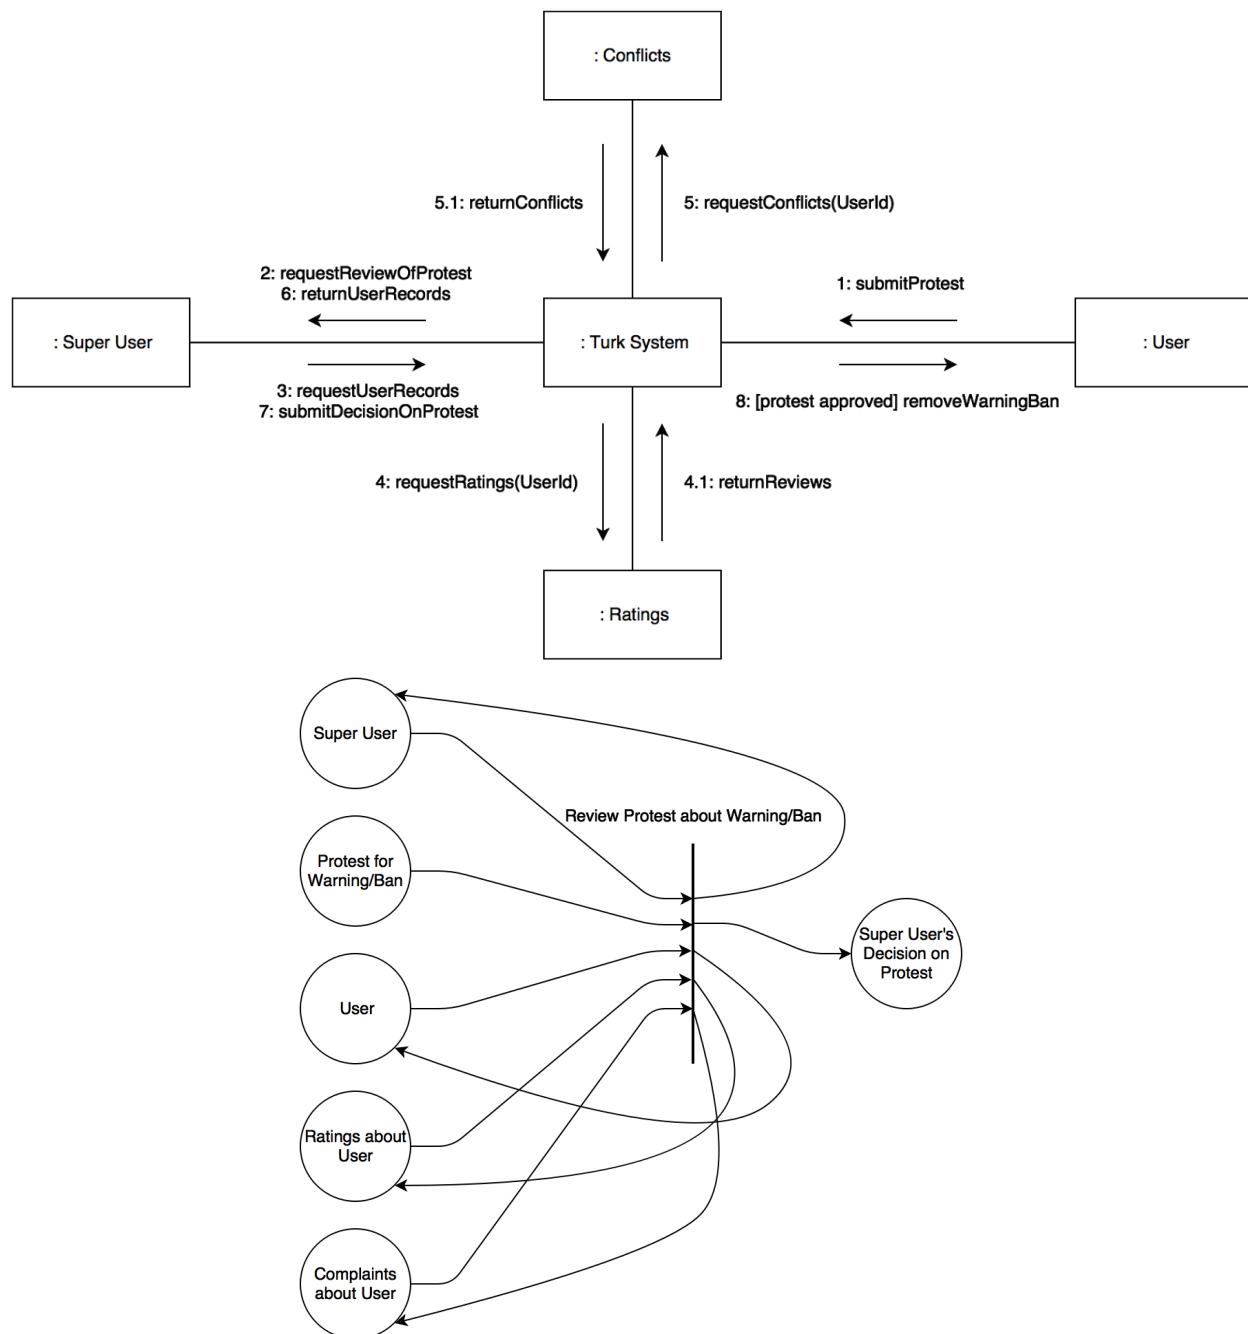 : Conflicts
5.1: returnConflicts
5: requestConflicts(UserId)
2: requestReviewOfProtest
6: returnUserRecords
1: submitProtest
: Super User
: Turk System
: User
3: requestUserRecords
7: submitDecisionOnProtest
8: [protest approved] removeWarningBan
4: requestRatings(UserId)
4.1: returnReviews
: Ratings
Super User
Review Protest about Warning/Ban
Protest for
Warning/Ban
Super User's
Decision on
Protest
User
Ratings about
User
Complaints
about User